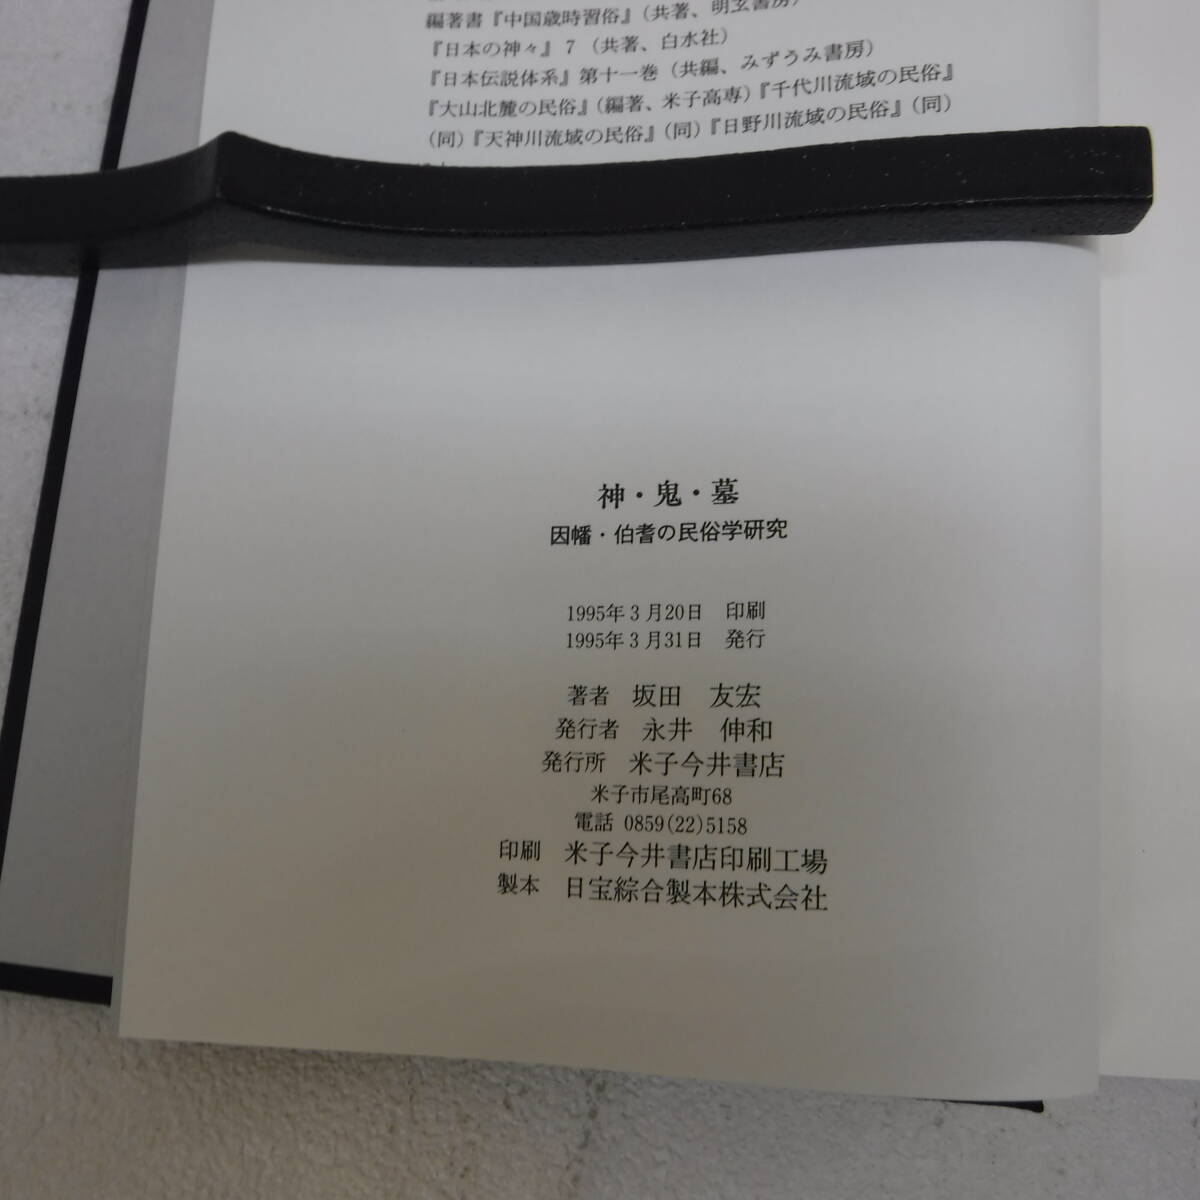 編著書『中国歳時習俗』（共著、明玄書房）
『日本の神々』7（共著、白水社）
『日本伝説体系』第十一巻（共編、みずうみ書房）
『大山北麓の民俗』（編著、米子高専）『千代川流域の民俗』
（同）『天神川流域の民俗』（同）『日野川流域の民俗』（同）
神・鬼・墓
因幡・伯耆の民俗学研究
1995年3月20日　印刷
1995年3月31日　発行
著者　坂田　友宏
発行者　永井　伸和
発行所　米子今井書店
米子市尾高町68
電話 0859(22)5158
印刷　米子今井書店印刷工場
製本　日宝綜合製本株式会社